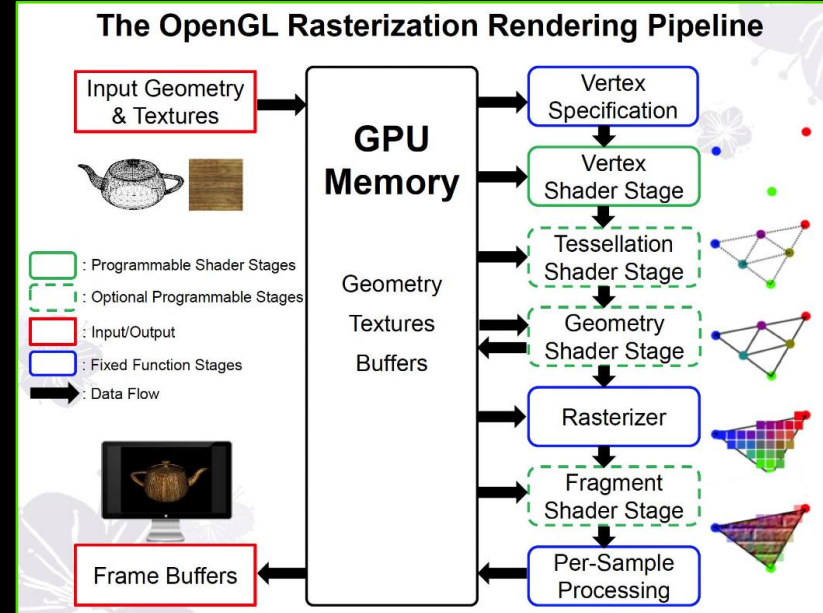 The OpenGL Rasterization Rendering Pipeline
Input Geometry
& Textures
: Programmable Shader Stages
: Optional Programmable Stages
: Input/Output
: Fixed Function Stages
: Data Flow
Frame Buffers
GPU
Memory
Geometry
Textures
Buffers
Vertex
Specification
Vertex
Shader Stage
Tessellation
Shader Stage
Geometry
Shader Stage
Rasterizer
Fragment
Shader Stage
Per-Sample
Processing